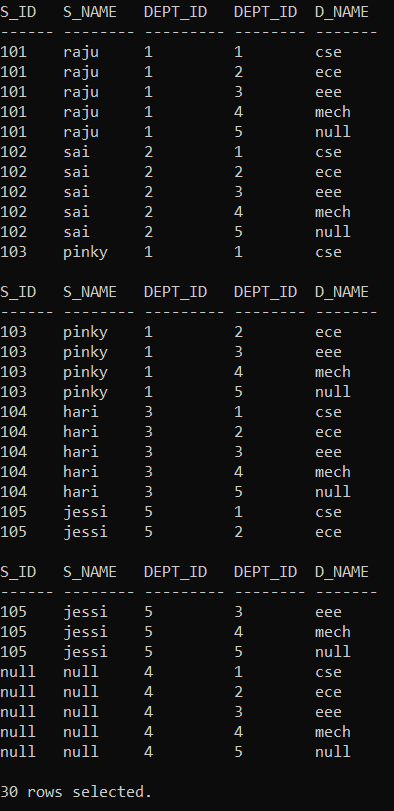 S_ID   S_NAME   DEPT_ID   DEPT_ID  D_NAME
------ -------- --------- -------- -------
101    raju     1         1        cse
101    raju     1         2        ece
101    raju     1         3        eee
101    raju     1         4        mech
101    raju     1         5        null
102    sai      2         1        cse
102    sai      2         2        ece
102    sai      2         3        eee
102    sai      2         4        mech
102    sai      2         5        null
103    pinky    1         1        cse

S_ID   S_NAME   DEPT_ID   DEPT_ID  D_NAME
------ -------- --------- -------- -------
103    pinky    1         2        ece
103    pinky    1         3        eee
103    pinky    1         4        mech
103    pinky    1         5        null
104    hari     3         1        cse
104    hari     3         2        ece
104    hari     3         3        eee
104    hari     3         4        mech
104    hari     3         5        null
105    jessi    5         1        cse
105    jessi    5         2        ece

S_ID   S_NAME   DEPT_ID   DEPT_ID  D_NAME
------ -------- --------- -------- -------
105    jessi    5         3        eee
105    jessi    5         4        mech
105    jessi    5         5        null
null   null     4         1        cse
null   null     4         2        ece
null   null     4         3        eee
null   null     4         4        mech
null   null     4         5        null

30 rows selected.